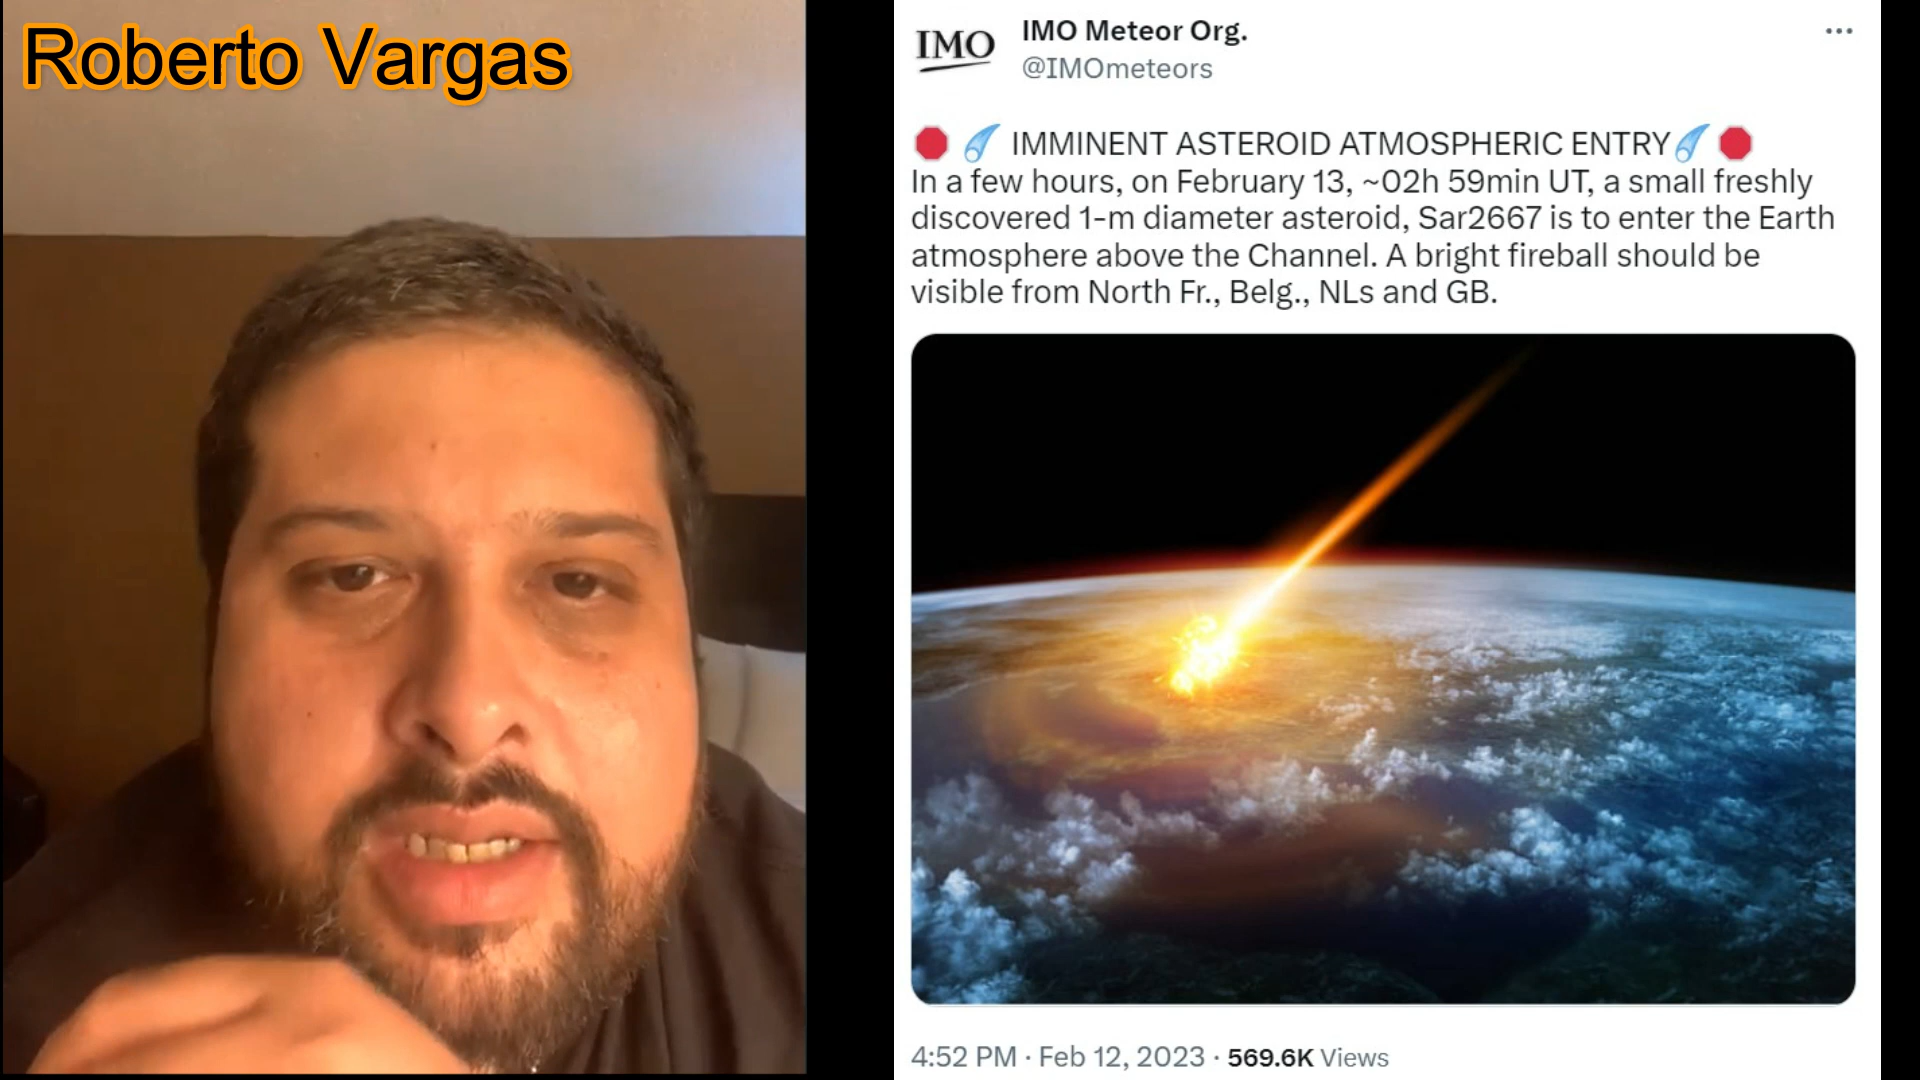 Roberto Vargas
IMO
IMO Meteor Org.
@IMOmeteors
🛑 ☄️ IMMINENT ASTEROID ATMOSPHERIC ENTRY☄️ 🛑
In a few hours, on February 13, ~02h 59min UT, a small freshly
discovered 1-m diameter asteroid, Sar2667 is to enter the Earth
atmosphere above the Channel. A bright fireball should be
visible from North Fr., Belg., NLs and GB.
4:52 PM · Feb 12, 2023 · 569.6K Views